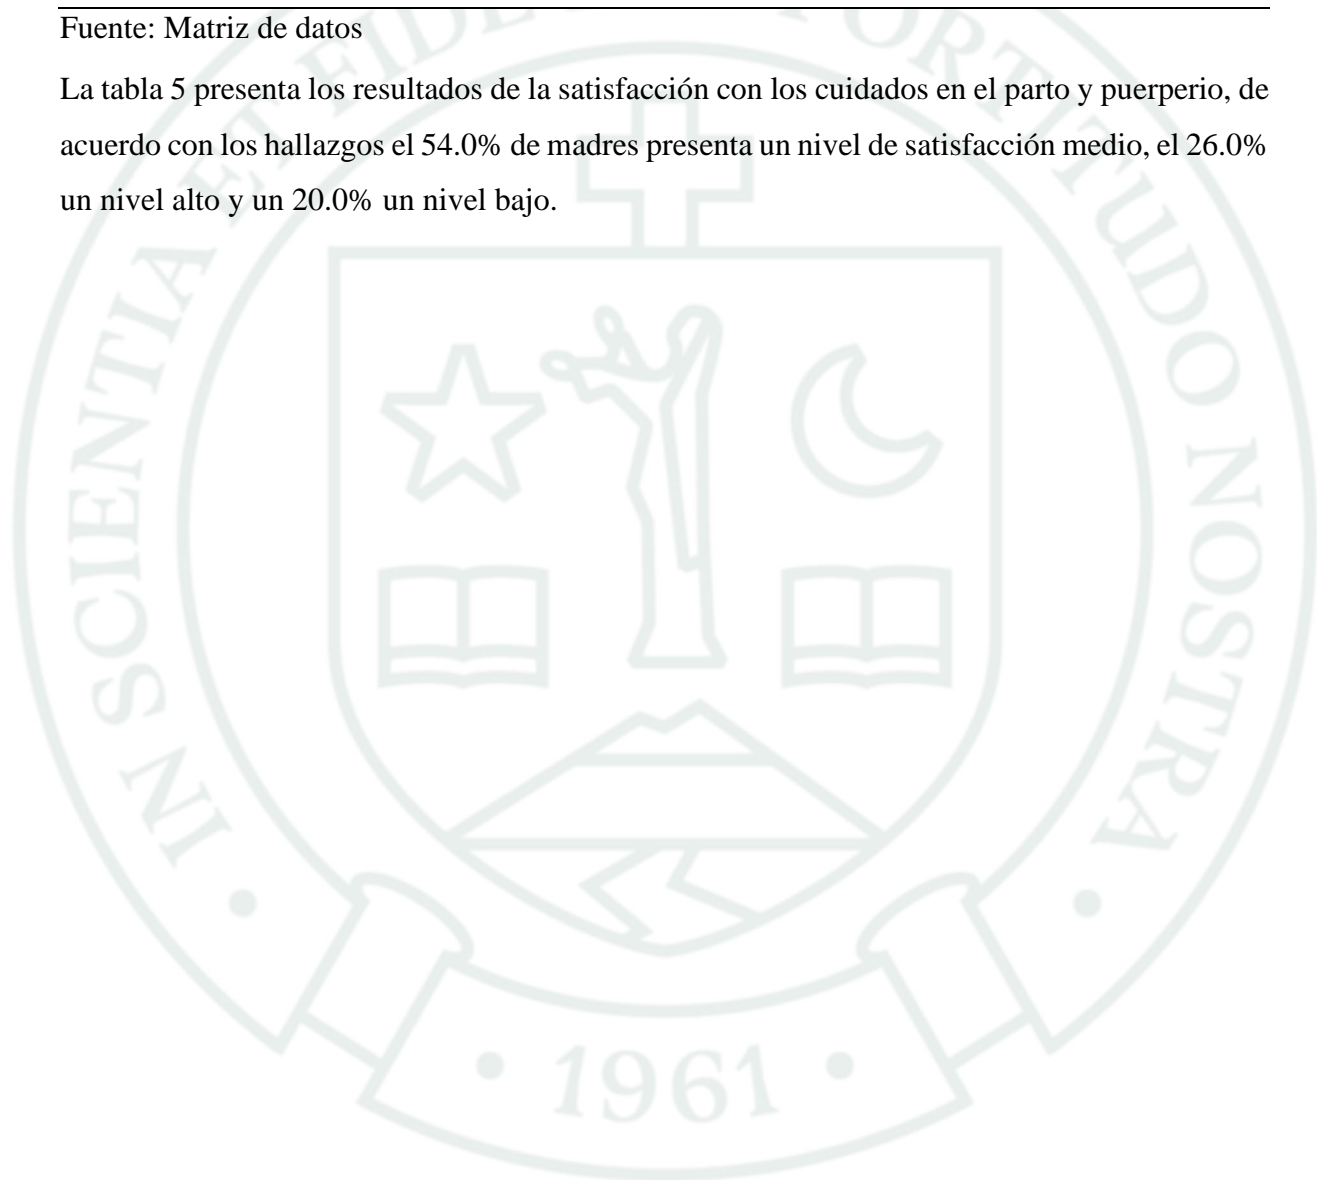 Fuente: Matriz de datos
La tabla 5 presenta los resultados de la satisfacción con los cuidados en el parto y puerperio, de
acuerdo con los hallazgos el 54.0% de madres presenta un nivel de satisfacción medio, el 26.0%
un nivel alto y un 20.0% un nivel bajo.
IN SCIENTIA ET FIDE FORTITUDO NOSTRA
• 1961 •